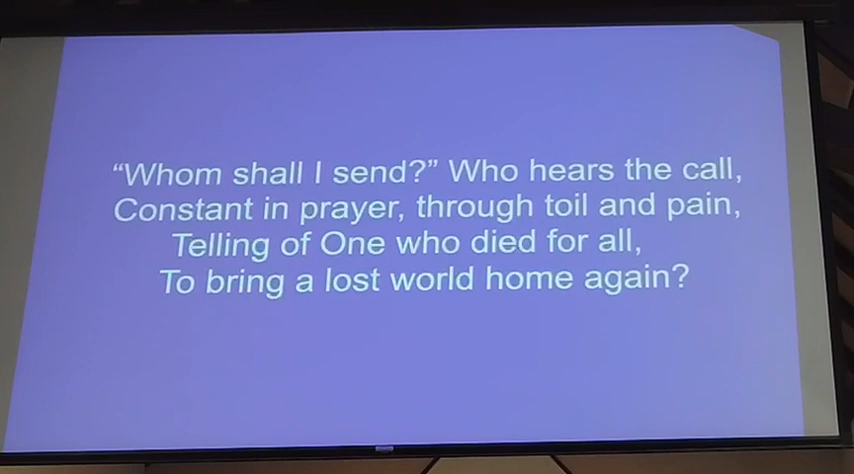 “Whom shall I send?” Who hears the call,
Constant in prayer, through toil and pain,
Telling of One who died for all,
To bring a lost world home again?